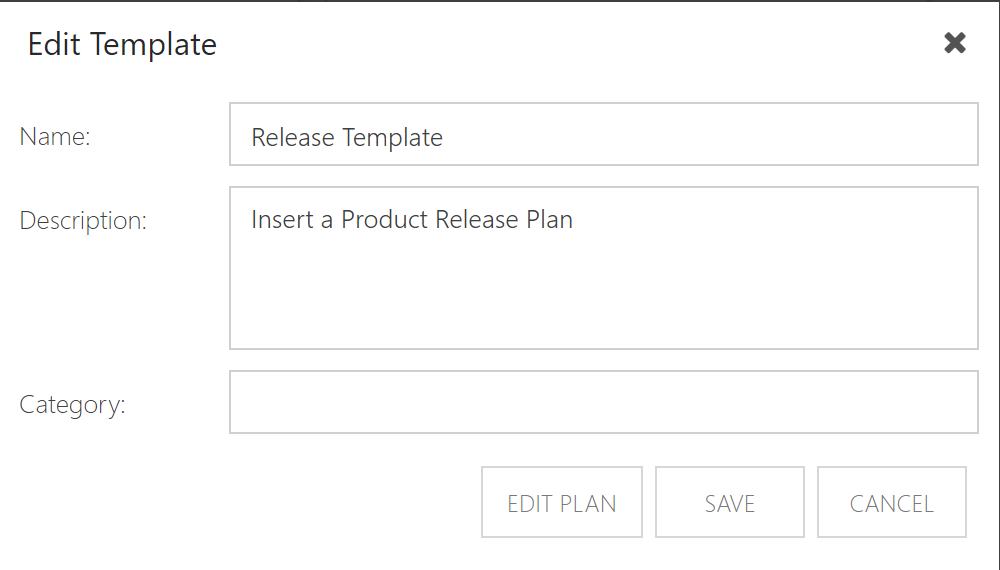 Edit Template
Name:
Release Template
Description:
Insert a Product Release Plan
Category:
EDIT PLAN
SAVE
CANCEL